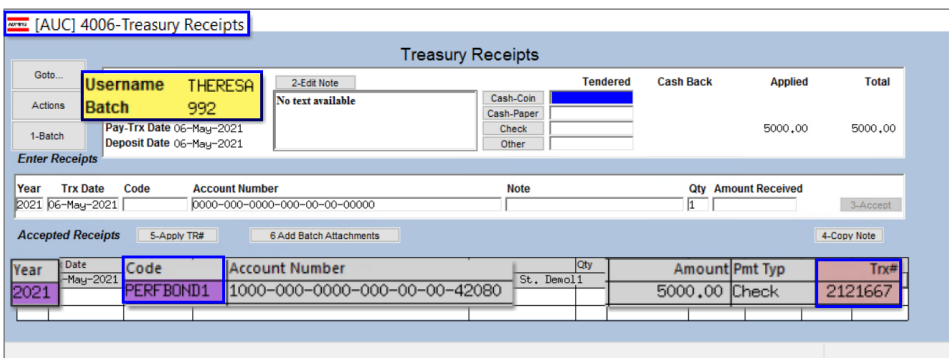 [AUC] 4006-Treasury Receipts
Treasury Receipts
Goto...
Actions
1-Batch
Username THERESA
Batch 992
Pay-Trx Date 06-May-2021
Deposit Date 06-May-2021
2-Edit Note
No text available
Tendered Cash Back Applied Total
Cash-Coin
Cash-Paper
Check 5000.00 5000.00
Other
Enter Receipts
Year Trx Date Code Account Number Note Qty Amount Received
2021 06-May-2021 0000-000-0000-000-00-00-00000 1 3-Accept
Accepted Receipts 5-Apply TR# 6 Add Batch Attachments 4-Copy Note
Year Date Code Account Number Qty Amount Pmt Typ Trx#
2021 -May-2021 PERFBOND1 1000-000-0000-000-00-00-42080 St. Demol 1 5000.00 Check 2121667